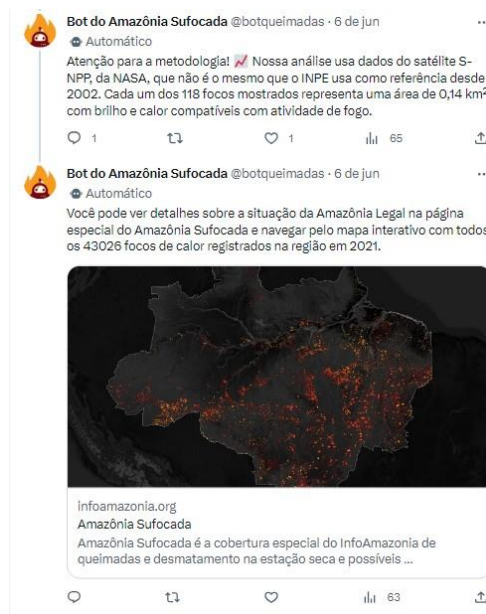 Bot do Amazônia Sufocada @botqueimadas · 6 de jun
Automático
Atenção para a metodologia! 📈 Nossa análise usa dados do satélite S-
NPP, da NASA, que não é o mesmo que o INPE usa como referência desde
2002. Cada um dos 118 focos mostrados representa uma área de 0,14 km²
com brilho e calor compatíveis com atividade de fogo.
1 1 65
Bot do Amazônia Sufocada @botqueimadas · 6 de jun
Automático
Você pode ver detalhes sobre a situação da Amazônia Legal na página
especial do Amazônia Sufocada e navegar pelo mapa interativo com todos
os 43026 focos de calor registrados na região em 2021.
infoamazonia.org
Amazônia Sufocada
Amazônia Sufocada é a cobertura especial do InfoAmazonia de
queimadas e desmatamento na estação seca e possíveis ...
63